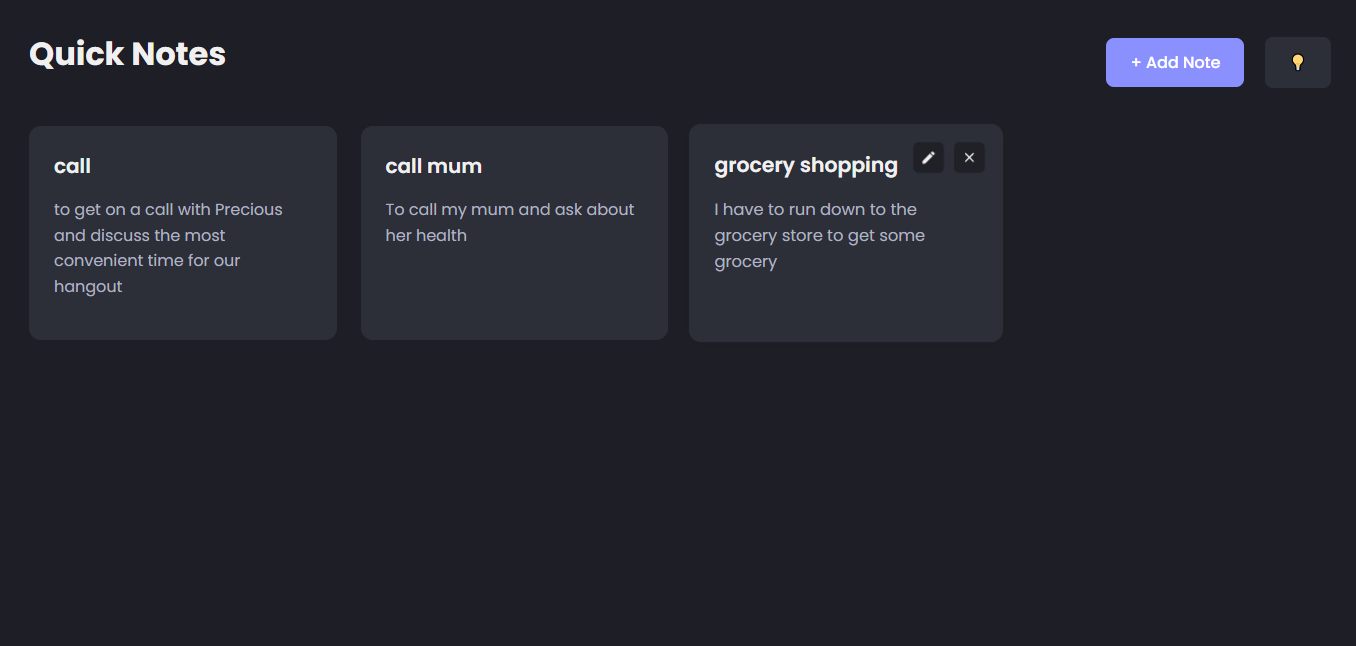 Quick Notes
+ Add Note
call
to get on a call with Precious
and discuss the most
convenient time for our
hangout
call mum
To call my mum and ask about
her health
grocery shopping
I have to run down to the
grocery store to get some
grocery